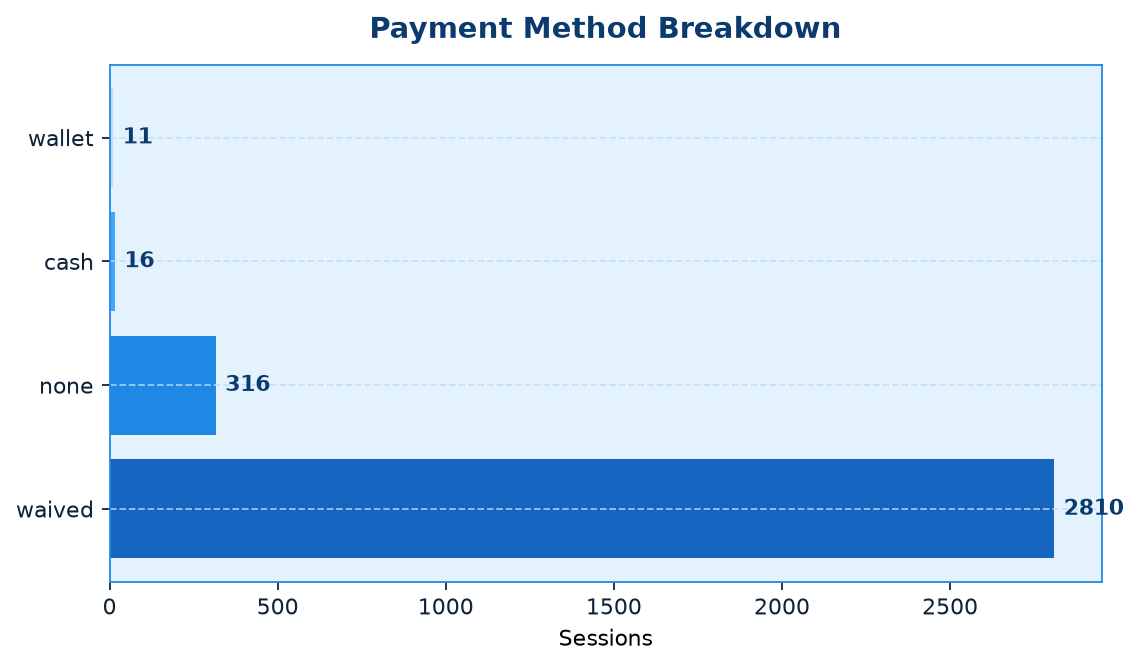 Payment Method Breakdown
wallet 11
cash 16
none 316
waived 2810
0 500 1000 1500 2000 2500
Sessions